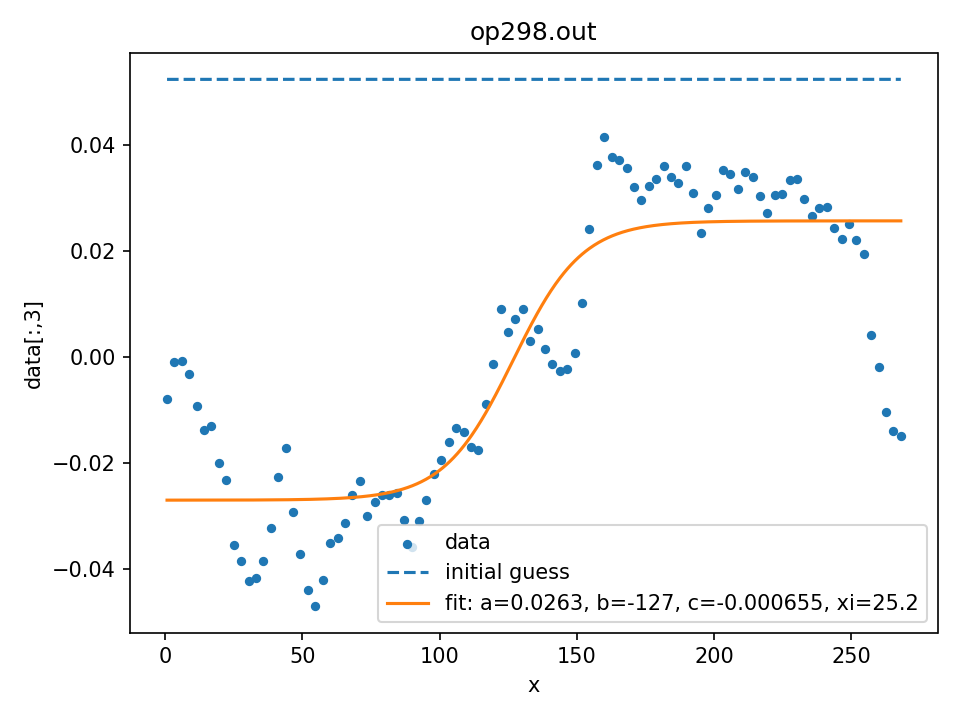 op298.out
0.04
0.02
0.00
−0.02
−0.04
data[:,3]
data
initial guess
fit: a=0.0263, b=-127, c=-0.000655, xi=25.2
0
50
100
150
200
250
x